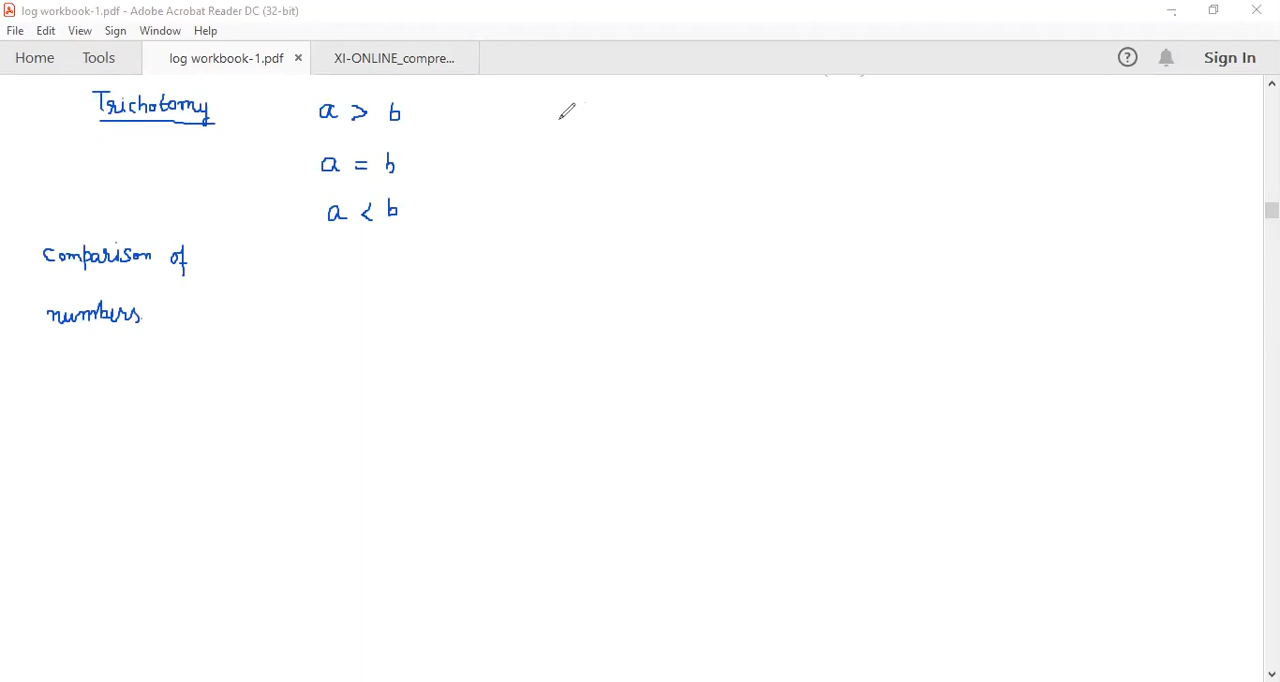 log workbook-1.pdf - Adobe Acrobat Reader DC (32-bit)
File Edit View Sign Window Help
Home Tools log workbook-1.pdf × XI-ONLINE_compre... ? Sign In
Trichotomy a > b
a = b
a < b
comparison of
numbers.